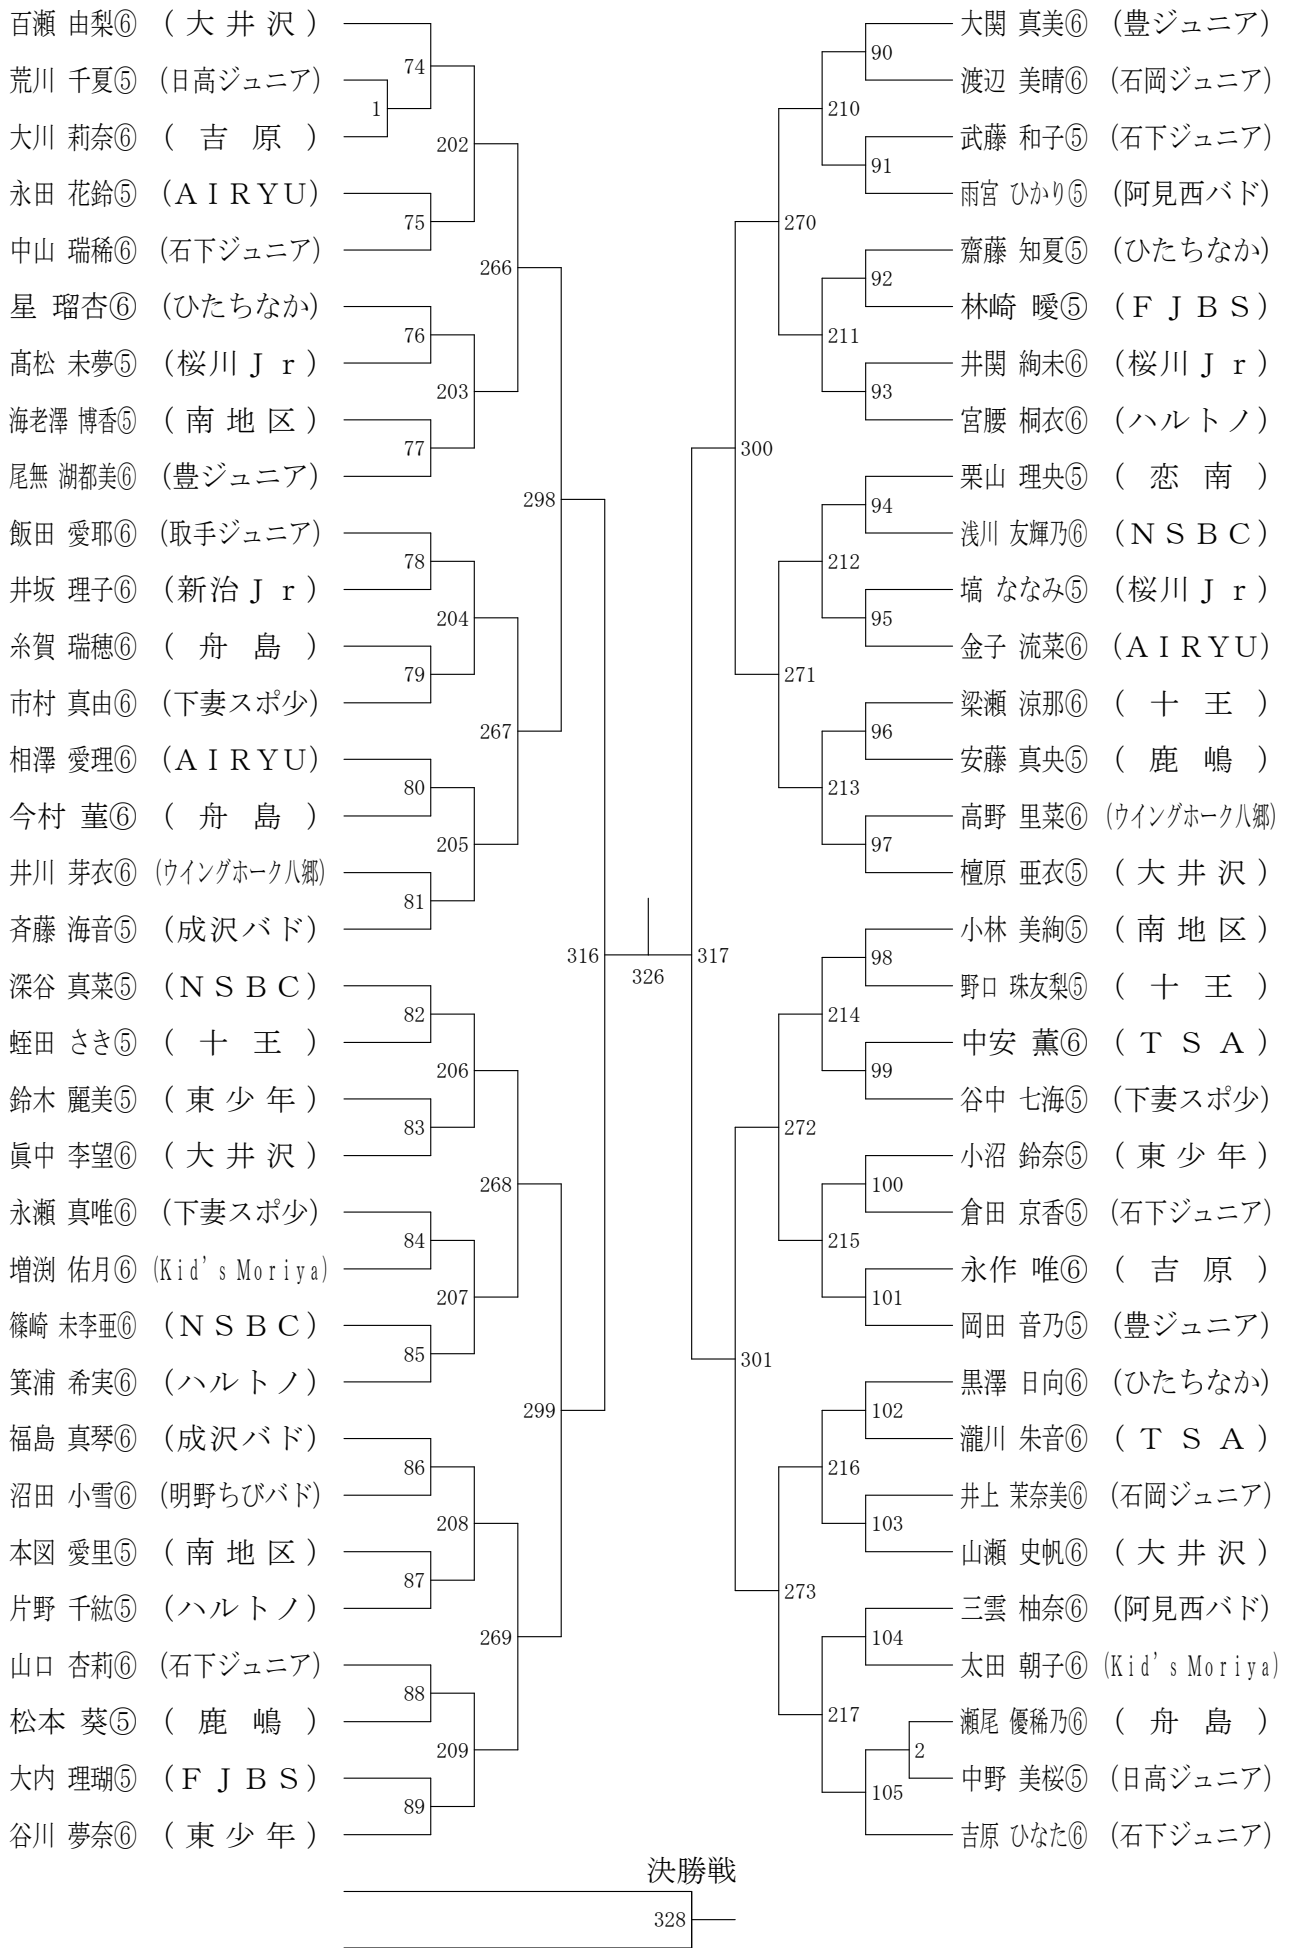 百瀬 由梨⑥ （ 大 井 沢 ）
荒川 千夏⑤ （日高ジュニア）
大川 莉奈⑥ （ 吉 原 ）
永田 花鈴⑤ （ＡＩＲＹＵ）
中山 瑞稀⑥ （石下ジュニア）
星 瑠杏⑥ （ひたちなか）
髙松 未夢⑤ （桜川Ｊｒ）
海老澤 博香⑤ （ 南 地 区 ）
尾無 湖都美⑥ （豊ジュニア）
飯田 愛耶⑥ （取手ジュニア）
井坂 理子⑥ （新治Ｊｒ）
糸賀 瑞穂⑥ （ 舟 島 ）
市村 真由⑥ （下妻スポ少）
相澤 愛理⑥ （ＡＩＲＹＵ）
今村 菫⑥ （ 舟 島 ）
井川 芽衣⑥ （ウイングホーク八郷）
斉藤 海音⑤ （成沢バド）
深谷 真菜⑤ （ＮＳＢＣ）
蛭田 さき⑤ （ 十 王 ）
鈴木 麗美⑤ （ 東 少 年 ）
眞中 李望⑥ （ 大 井 沢 ）
永瀬 真唯⑥ （下妻スポ少）
増渕 佑月⑥ (Kid's Moriya)
篠崎 未李亜⑥ （ＮＳＢＣ）
箕浦 希実⑥ （ハルトノ）
福島 真琴⑥ （成沢バド）
沼田 小雪⑥ （明野ちびバド）
本図 愛里⑤ （ 南 地 区 ）
片野 千紘⑤ （ハルトノ）
山口 杏莉⑥ （石下ジュニア）
松本 葵⑤ （ 鹿 嶋 ）
大内 理瑚⑤ （ＦＪＢＳ）
谷川 夢奈⑥ （ 東 少 年 ）
1
74
75
76
77
78
79
80
81
82
83
84
85
86
87
88
89
202
203
204
205
206
207
208
209
266
267
268
269
298
299
316
326
317
300
301
270
271
272
273
210
211
212
213
214
215
216
217
90
91
92
93
94
95
96
97
98
99
100
101
102
103
104
105
2
大関 真美⑥ （豊ジュニア）
渡辺 美晴⑥ （石岡ジュニア）
武藤 和子⑤ （石下ジュニア）
雨宮 ひかり⑤ （阿見西バド）
齋藤 知夏⑤ （ひたちなか）
林崎 曖⑤ （ＦＪＢＳ）
井関 絢未⑥ （桜川Ｊｒ）
宮腰 桐衣⑥ （ハルトノ）
栗山 理央⑤ （ 恋 南 ）
浅川 友輝乃⑥ （ＮＳＢＣ）
塙 ななみ⑤ （桜川Ｊｒ）
金子 流菜⑥ （ＡＩＲＹＵ）
梁瀬 涼那⑥ （ 十 王 ）
安藤 真央⑤ （ 鹿 嶋 ）
高野 里菜⑥ （ウイングホーク八郷）
檀原 亜衣⑤ （ 大 井 沢 ）
小林 美絢⑤ （ 南 地 区 ）
野口 珠友梨⑤ （ 十 王 ）
中安 薫⑥ （ＴＳＡ）
谷中 七海⑤ （下妻スポ少）
小沼 鈴奈⑤ （ 東 少 年 ）
倉田 京香⑤ （石下ジュニア）
永作 唯⑥ （ 吉 原 ）
岡田 音乃⑤ （豊ジュニア）
黒澤 日向⑥ （ひたちなか）
瀧川 朱音⑥ （ＴＳＡ）
井上 茉奈美⑥ （石岡ジュニア）
山瀬 史帆⑥ （ 大 井 沢 ）
三雲 柚奈⑥ （阿見西バド）
太田 朝子⑥ (Kid's Moriya)
瀬尾 優稀乃⑥ （ 舟 島 ）
中野 美桜⑤ （日高ジュニア）
吉原 ひなた⑥ （石下ジュニア）
決勝戦
328